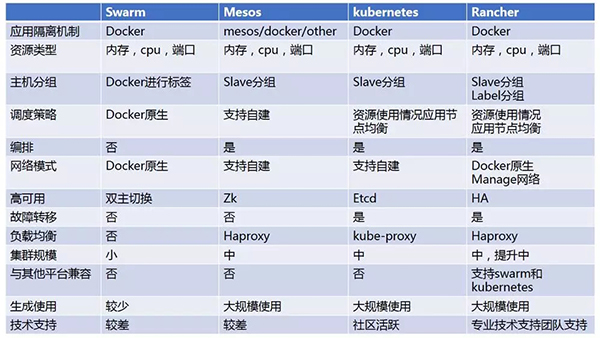 Swarm Mesos kubernetes Rancher
应用隔离机制 Docker mesos/docker/other Docker Docker
资源类型 内存，cpu，端口 内存，cpu，端口 内存，cpu，端口 内存，cpu，端口
主机分组 Docker进行标签 Slave分组 Slave分组 Slave分组
Label分组
调度策略 Docker原生 支持自建 资源使用情况应用节 资源使用情况
点均衡 应用节点均衡
编排 否 是 是 是
网络模式 Docker原生 支持自建 支持自建 Docker原生
Manage网络
高可用 双主切换 Zk Etcd HA
故障转移 否 否 是 是
负载均衡 否 Haproxy kube-proxy Haproxy
集群规模 小 中 中 中，提升中
与其他平台兼容 否 否 否 支持swarm和
kubernetes
生成使用 较少 大规模使用 大规模使用 大规模使用
技术支持 较差 较差 社区活跃 专业技术支持团队支持